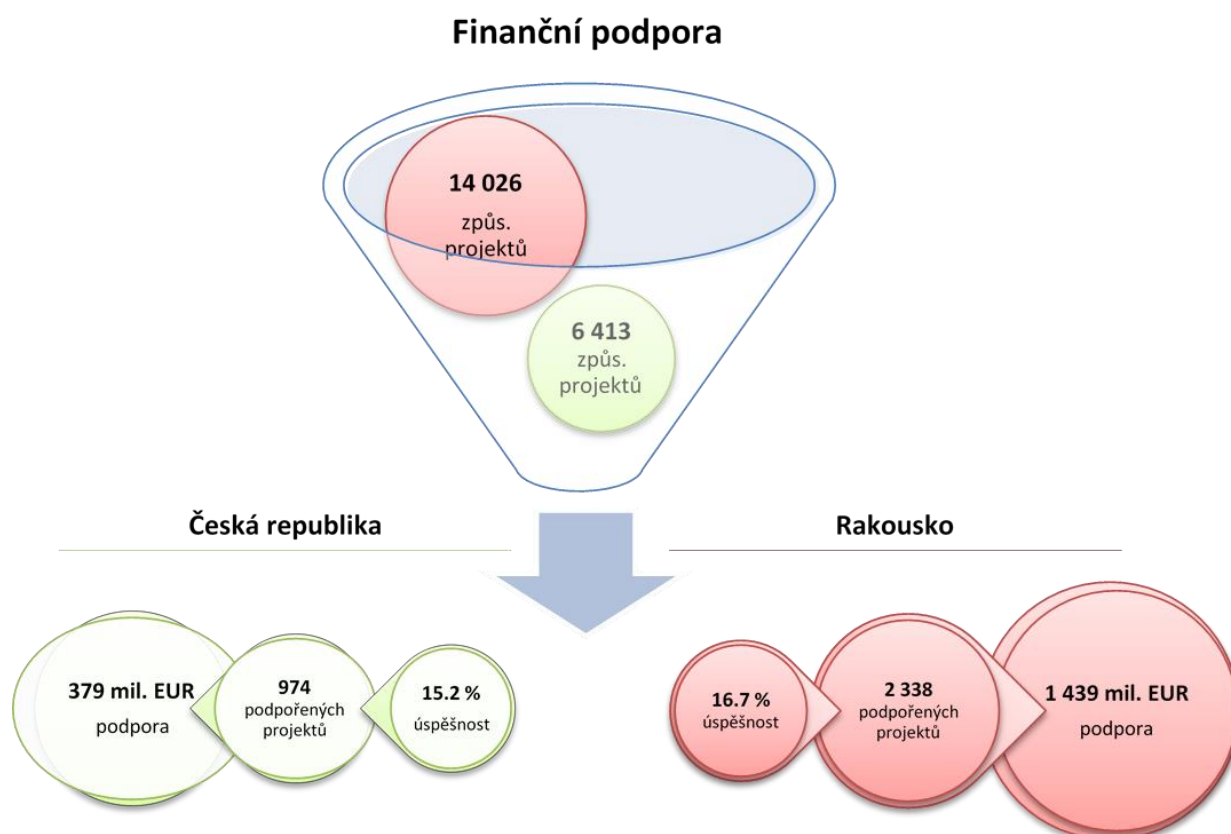 Finanční podpora
14 026
způs.
projektů
6 413
způs.
projektů
Česká republika
Rakousko
379 mil. EUR
podpora
974
podpořených
projektů
15.2 %
úspěšnost
16.7 %
úspěšnost
2 338
podpořených
projektů
1 439 mil. EUR
podpora